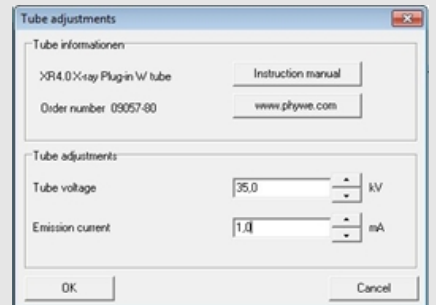 Tube adjustments
Tube informationen
XR4.0 X-ray Plug-in W tube
Instruction manual
Order number 09057-80
www.phywe.com
Tube adjustments
Tube voltage 35,0 kV
Emission current 1,0 mA
OK Cancel